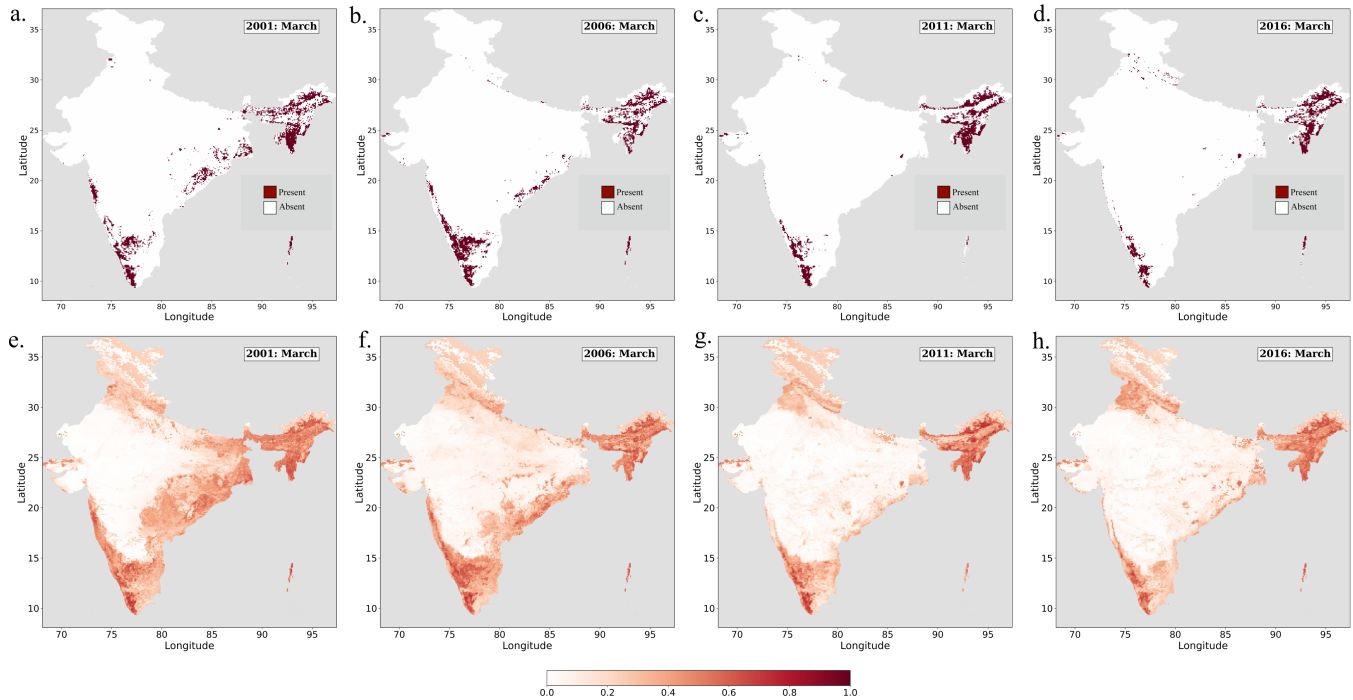 a.
2001: March
35
30
25
20
15
10
Latitude
70
75
80
85
90
95
Longitude
Present
Absent
b.
2006: March
35
30
25
20
15
10
Latitude
70
75
80
85
90
95
Longitude
Present
Absent
c.
2011: March
35
30
25
20
15
10
Latitude
70
75
80
85
90
95
Longitude
Present
Absent
d.
2016: March
35
30
25
20
15
10
Latitude
70
75
80
85
90
95
Longitude
Present
Absent
e.
2001: March
35
30
25
20
15
10
Latitude
70
75
80
85
90
95
Longitude
f.
2006: March
35
30
25
20
15
10
Latitude
70
75
80
85
90
95
Longitude
g.
2011: March
35
30
25
20
15
10
Latitude
70
75
80
85
90
95
Longitude
h.
2016: March
35
30
25
20
15
10
Latitude
70
75
80
85
90
95
Longitude
0.0 0.2 0.4 0.6 0.8 1.0